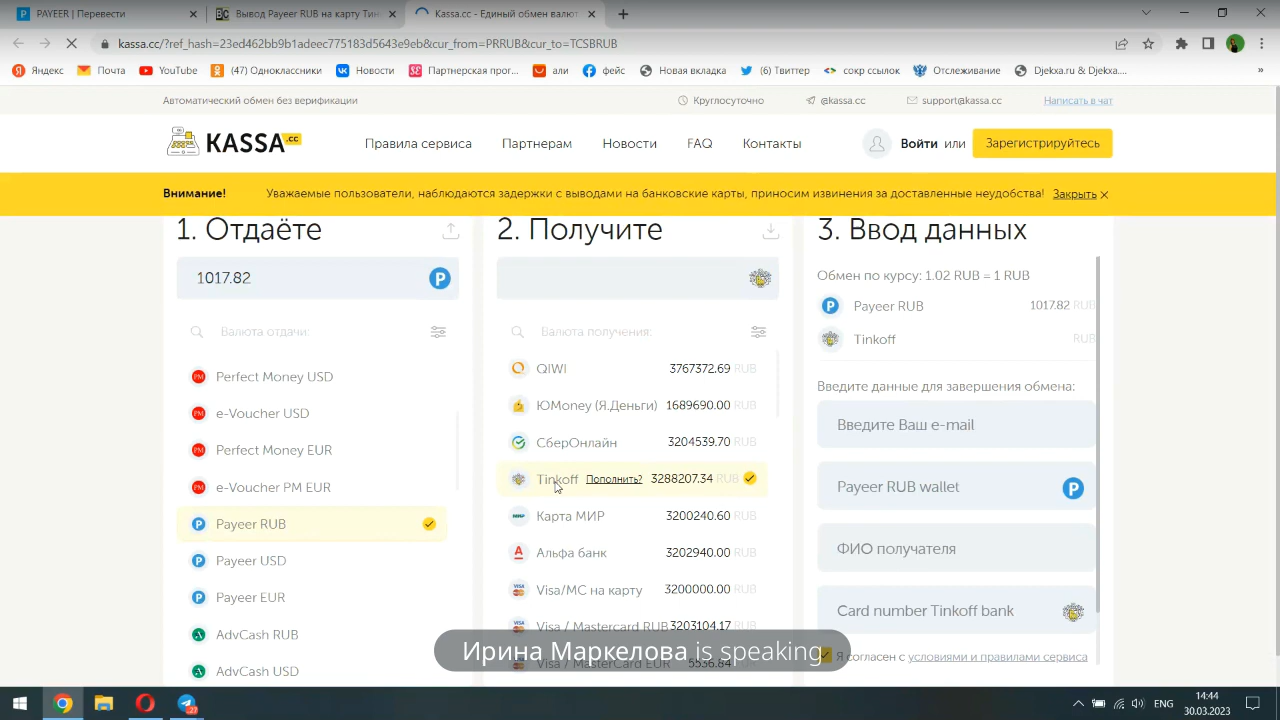 PAYEER | Перевести
Вывод Payeer RUB на карту Тин
Kassa.cc - Единый обмен валют
kassa.cc/?ref_hash=23ed462bb9b1adeec775183d5643e9eb&cur_from=PRRUB&cur_to=TCSBRUB
Яндекс
Почта
YouTube
(47) Одноклассники
Новости
Партнерская прог...
али
фейс
Новая вкладка
(6) Твиттер
сокр ссылок
Отслеживание
Djekxa.ru & Djekxa....
»
Автоматический обмен без верификации
Круглосуточно
@kassa.cc
support@kassa.cc
Написать в чат
KASSA.cc
Правила сервиса
Партнерам
Новости
FAQ
Контакты
Войти или
Зарегистрируйтесь
Внимание!
Уважаемые пользователи, наблюдаются задержки с выводами на банковские карты, приносим извинения за доставленные неудобства!
Закрыть
1. Отдаёте
1017.82
Валюта отдачи:
Perfect Money USD
e-Voucher USD
Perfect Money EUR
e-Voucher PM EUR
Payeer RUB
Payeer USD
Payeer EUR
AdvCash RUB
AdvCash USD
2. Получите
Валюта получения:
QIWI 3767372.69 RUB
ЮMoney (Я.Деньги) 1689690.00 RUB
СберОнлайн 3204539.70 RUB
Tinkoff Пополнить? 3288207.34 RUB
Карта МИР 3200240.60 RUB
Альфа банк 3202940.00 RUB
Visa/MC на карту 3200000.00 RUB
Visa / Mastercard RUB 3203104.17 RUB
Visa / MasterCard EUR 5536.84 EUR
3. Ввод данных
Обмен по курсу: 1.02 RUB = 1 RUB
Payeer RUB 1017.82 RUB
Tinkoff RUB
Введите данные для завершения обмена:
Введите Ваш e-mail
Payeer RUB wallet
ФИО получателя
Card number Tinkoff bank
Я согласен с условиями и правилами сервиса
Ирина Маркелова is speaking
ENG
14:44
30.03.2023